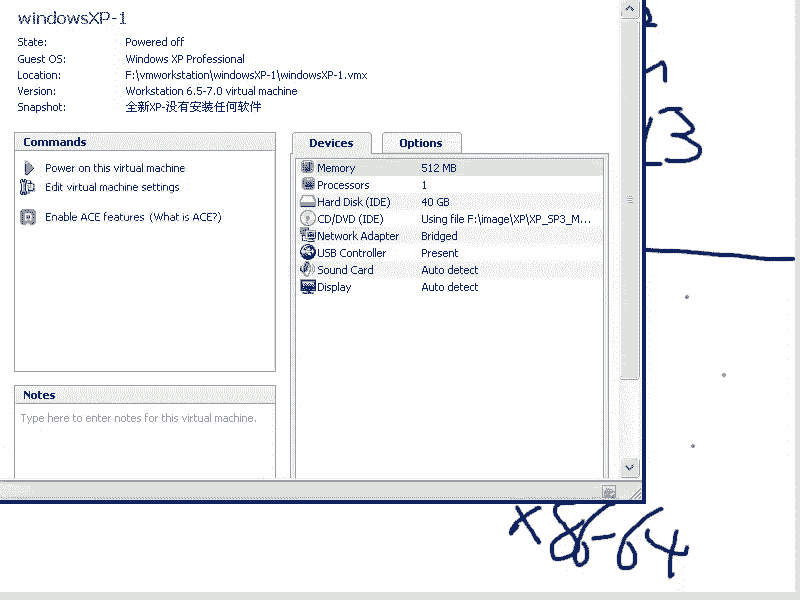 windowsXP-1
State: Powered off
Guest OS: Windows XP Professional
Location: F:\vmworkstation\windowsXP-1\windowsXP-1.vmx
Version: Workstation 6.5-7.0 virtual machine
Snapshot: 全新XP-没有安装任何软件
Commands
Power on this virtual machine
Edit virtual machine settings
Enable ACE features (What is ACE?)
Devices Options
Memory 512 MB
Processors 1
Hard Disk (IDE) 40 GB
CD/DVD (IDE) Using file F:\image\XP\XP_SP3_M...
Network Adapter Bridged
USB Controller Present
Sound Card Auto detect
Display Auto detect
Notes
Type here to enter notes for this virtual machine.
3
x86-64